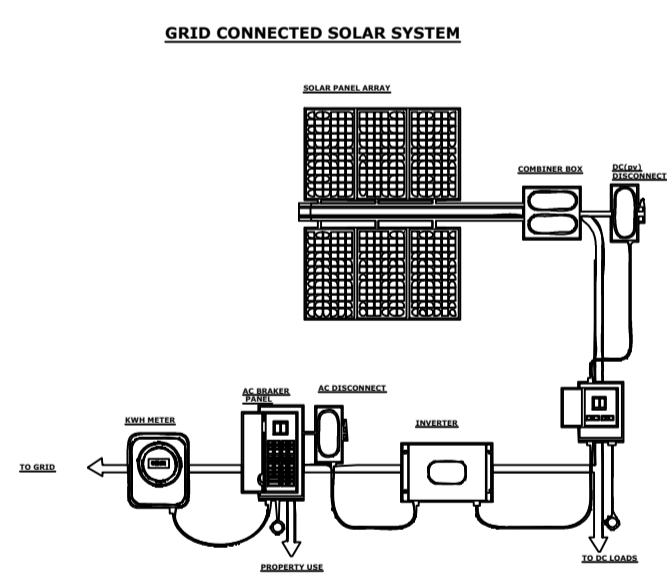 GRID CONNECTED SOLAR SYSTEM
SOLAR PANEL ARRAY
COMBINER BOX
DC(pv)
DISCONNECT
AC BRAKER
PANEL
AC DISCONNECT
KWH METER
INVERTER
TO GRID
TO DC LOADS
PROPERTY USE